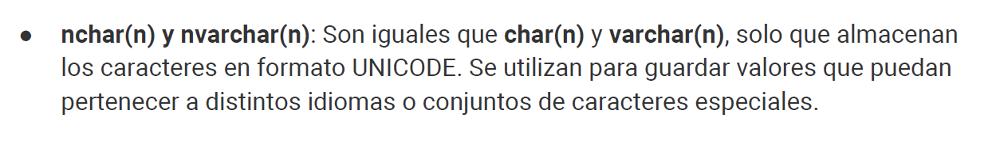 ● nchar(n) y nvarchar(n): Son iguales que char(n) y varchar(n), solo que almacenan
los caracteres en formato UNICODE. Se utilizan para guardar valores que puedan
pertenecer a distintos idiomas o conjuntos de caracteres especiales.